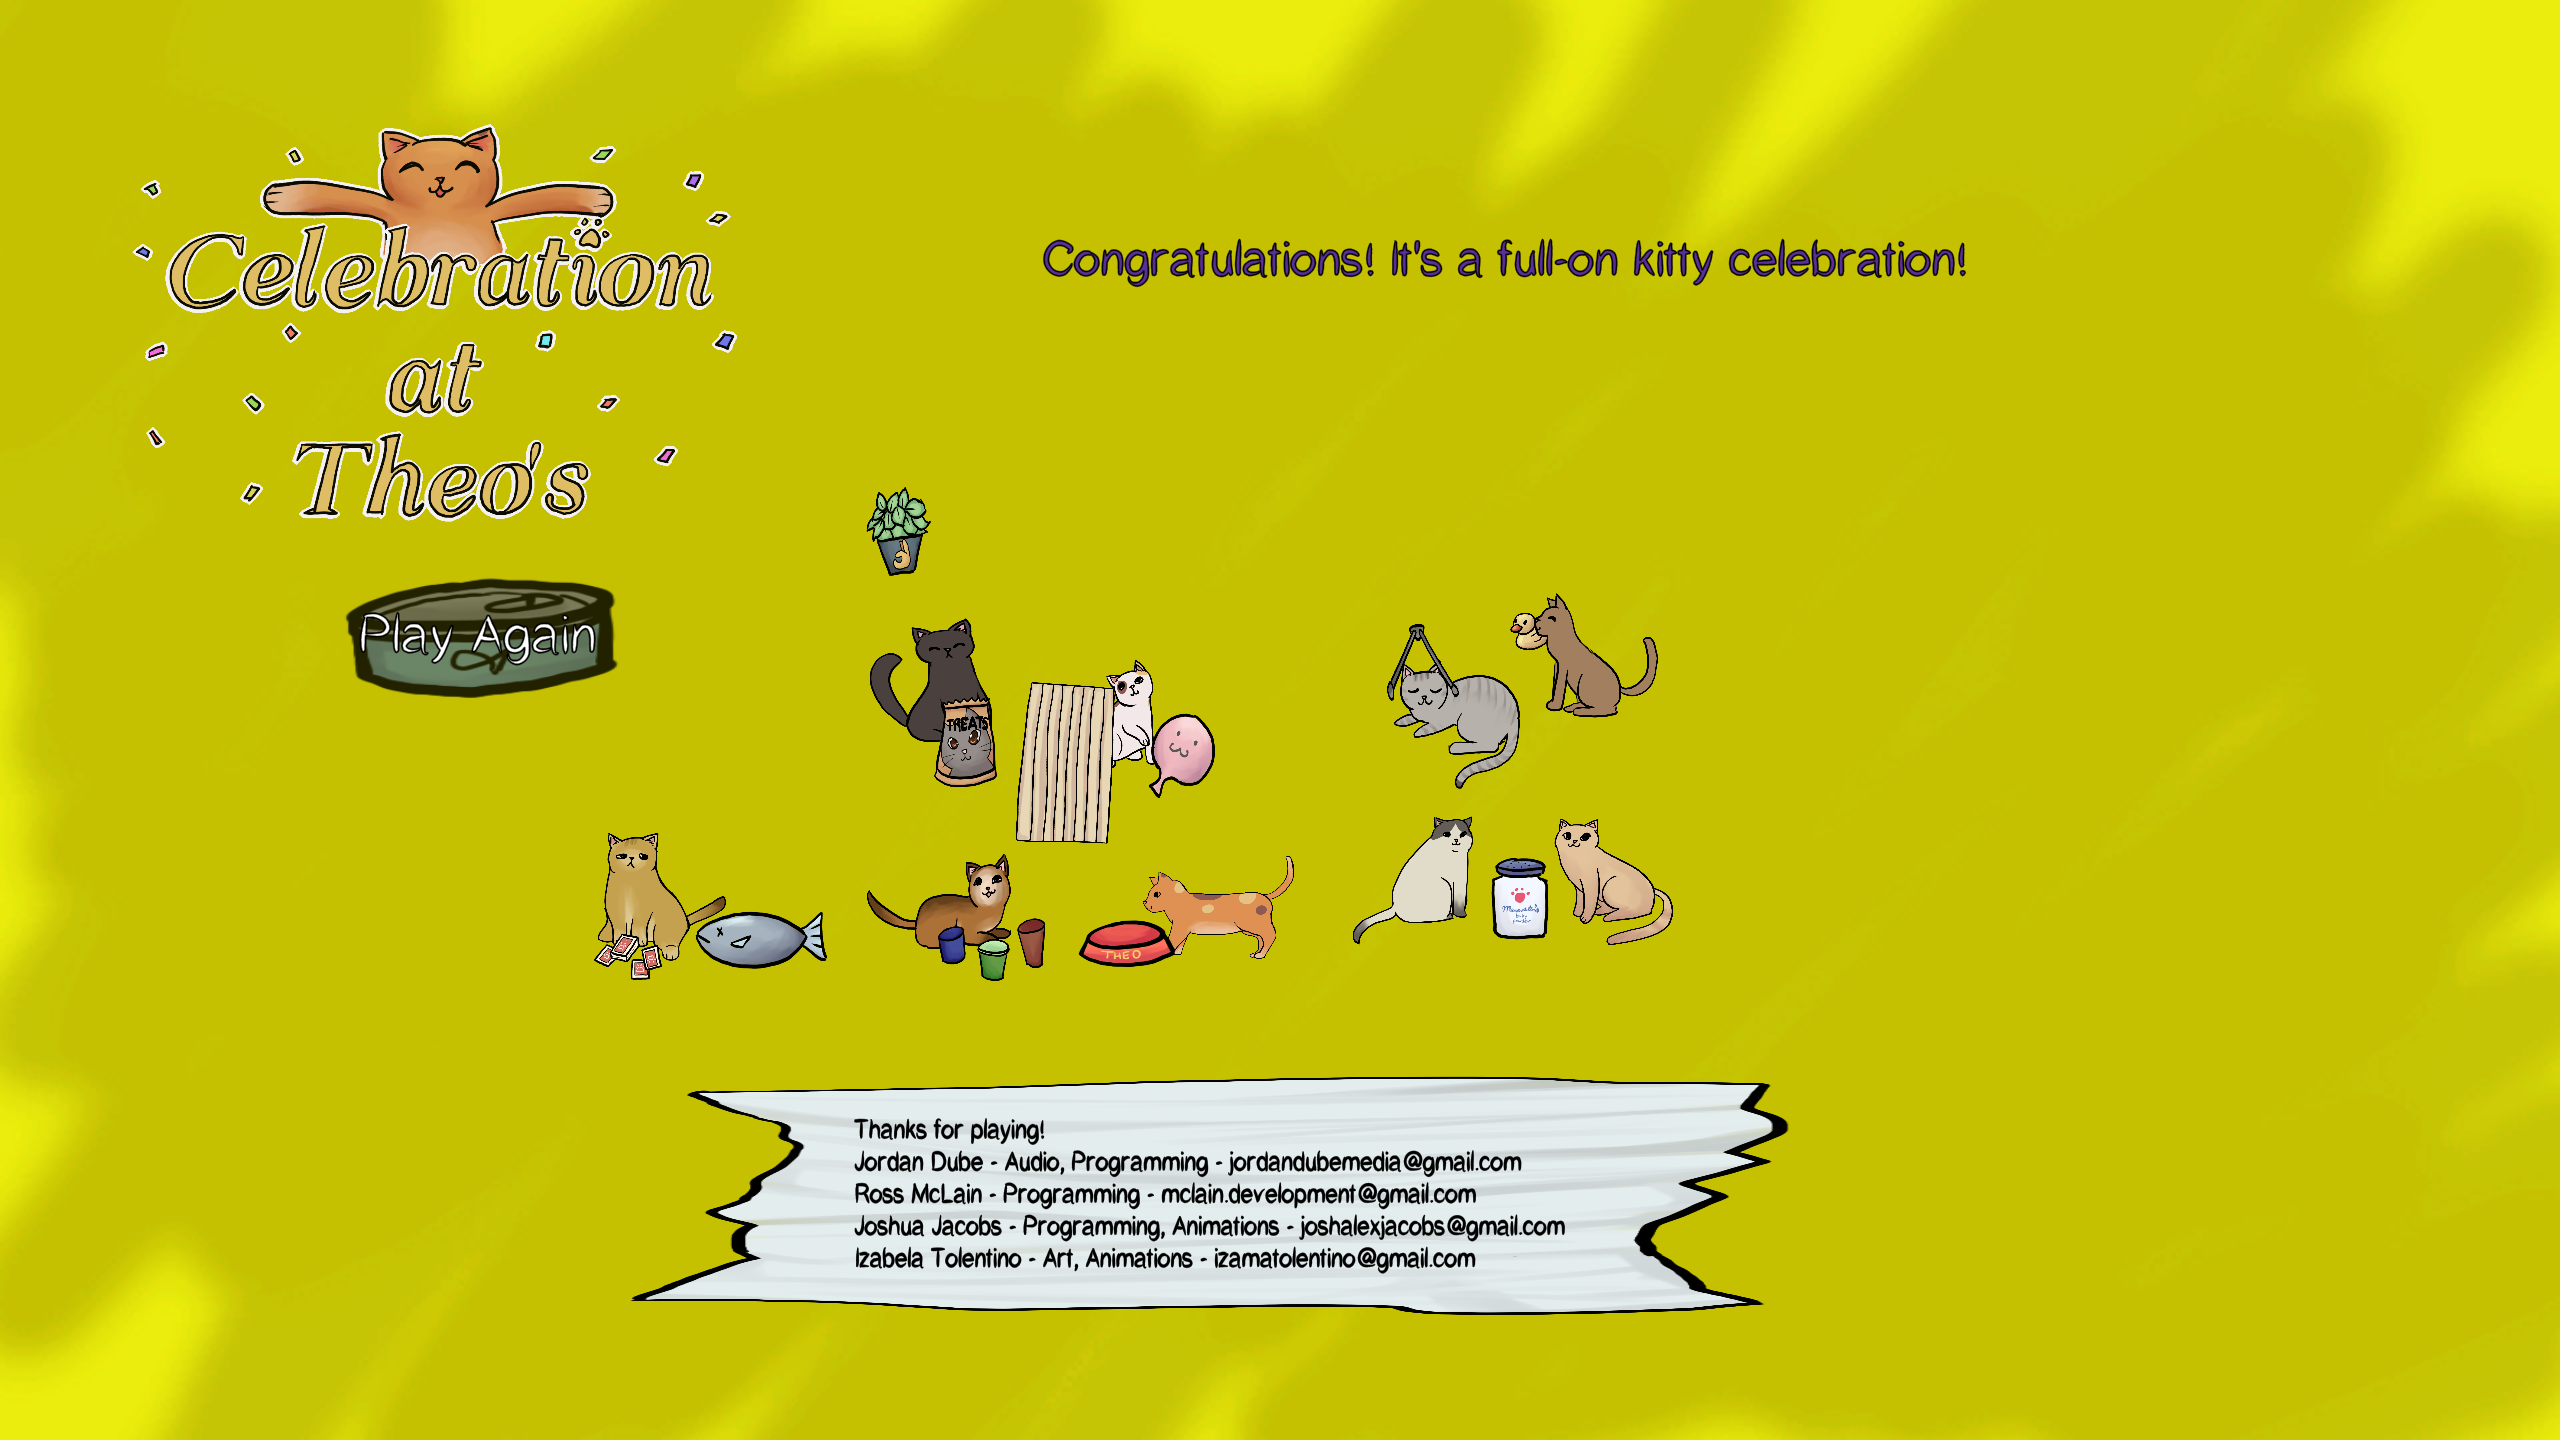 Celebration
at
Theo's
Congratulations! It's a full-on kitty celebration!
Play Again
TREATS
THEO
Thanks for playing!
Jordan Dube - Audio, Programming - jordandubemedia@gmail.com
Ross McLain - Programming - mclain.development@gmail.com
Joshua Jacobs - Programming, Animations - joshalexjacobs@gmail.com
Izabela Tolentino - Art, Animations - izamatolentino@gmail.com